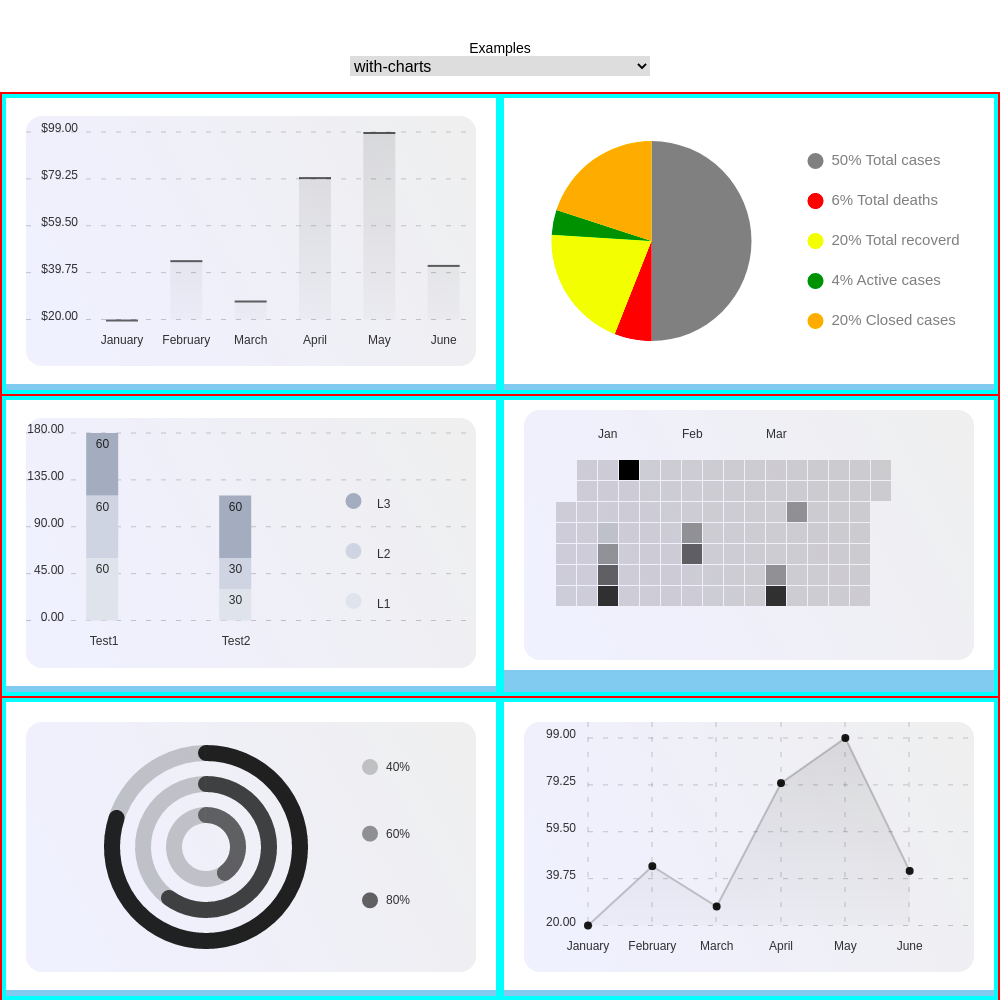 Examples
with-charts
$99.00
$79.25
$59.50
$39.75
$20.00
January February March April May June
50% Total cases
6% Total deaths
20% Total recoverd
4% Active cases
20% Closed cases
180.00
135.00
90.00
45.00
0.00
60
60
60
60
30
30
Test1 Test2
L3
L2
L1
Jan Feb Mar
40%
60%
80%
99.00
79.25
59.50
39.75
20.00
January February March April May June